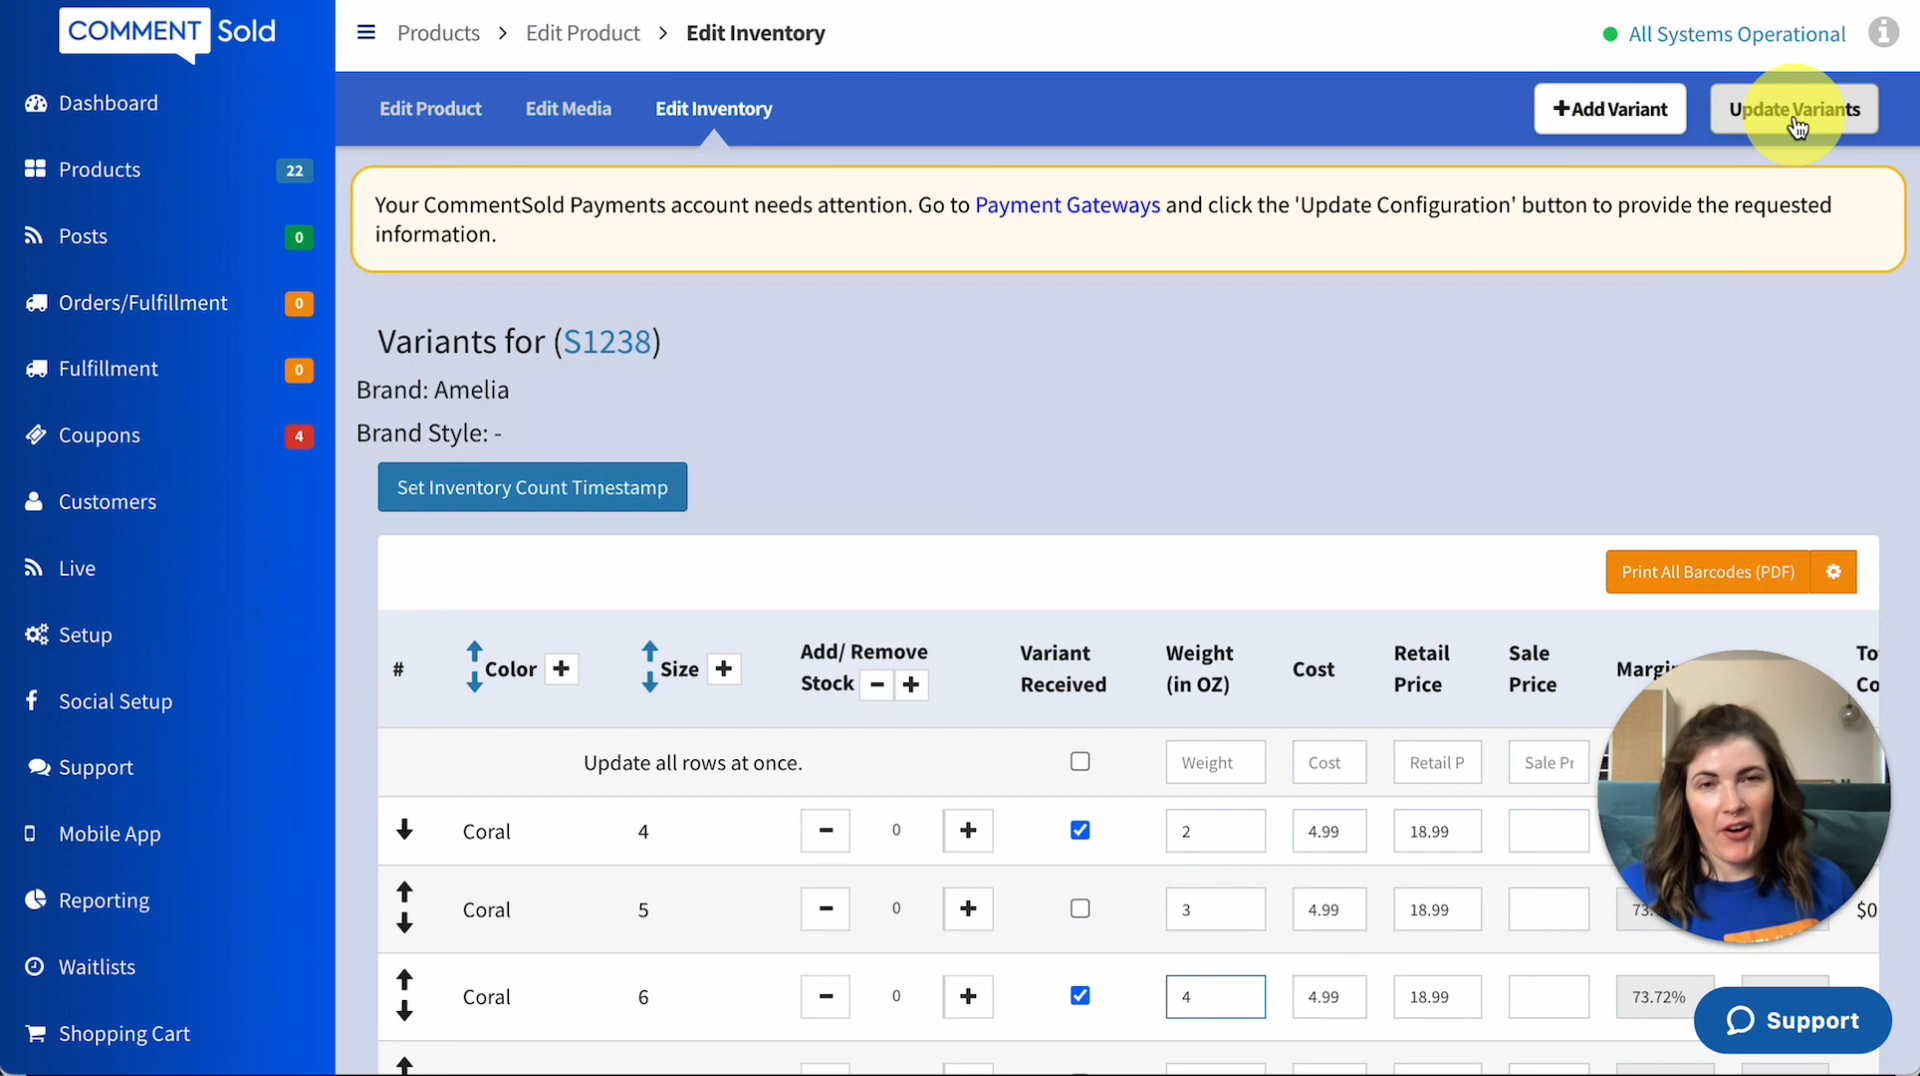 COMMENT Sold
Products > Edit Product > Edit Inventory
All Systems Operational
Edit Product
Edit Media
Edit Inventory
+Add Variant
Update Variants
Dashboard
Products 22
Posts 0
Orders/Fulfillment 0
Fulfillment 0
Coupons 4
Customers
Live
Setup
Social Setup
Support
Mobile App
Reporting
Waitlists
Shopping Cart
Your CommentSold Payments account needs attention. Go to Payment Gateways and click the 'Update Configuration' button to provide the requested
information.
Variants for (S1238)
Brand: Amelia
Brand Style: -
Set Inventory Count Timestamp
Print All Barcodes (PDF)
# Color + Size + Add/ Remove Stock - + Variant Received Weight (in OZ) Cost Retail Price Sale Price
Update all rows at once. Weight Cost Retail P Sale Pr
Coral 4 - 0 + 2 4.99 18.99
Coral 5 - 0 + 3 4.99 18.99 $0
Coral 6 - 0 + 4 4.99 18.99 73.72%
Support